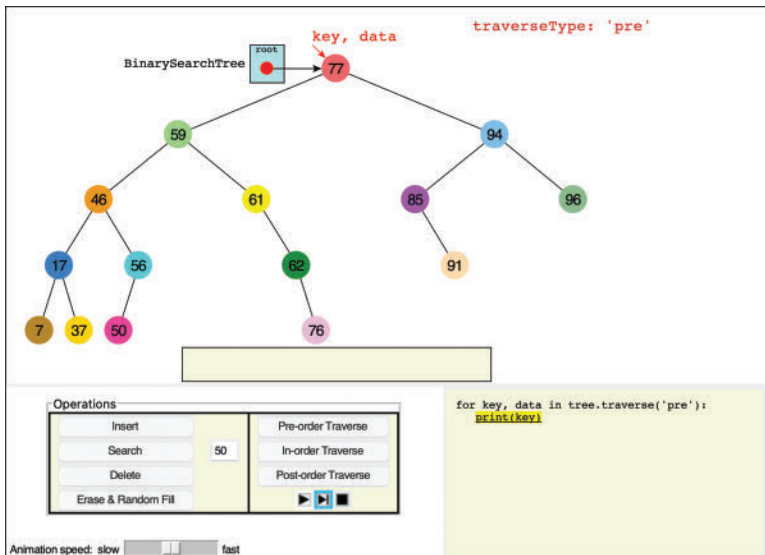 traverseType: 'pre'
key, data
root
BinarySearchTree
77
59
94
46
61
85
96
17
56
62
91
7
37
50
76
Operations
Insert
Pre-order Traverse
Search
50
In-order Traverse
Delete
Post-order Traverse
Erase & Random Fill
Animation speed: slow
fast
for key, data in tree.traverse('pre'):
print(key)